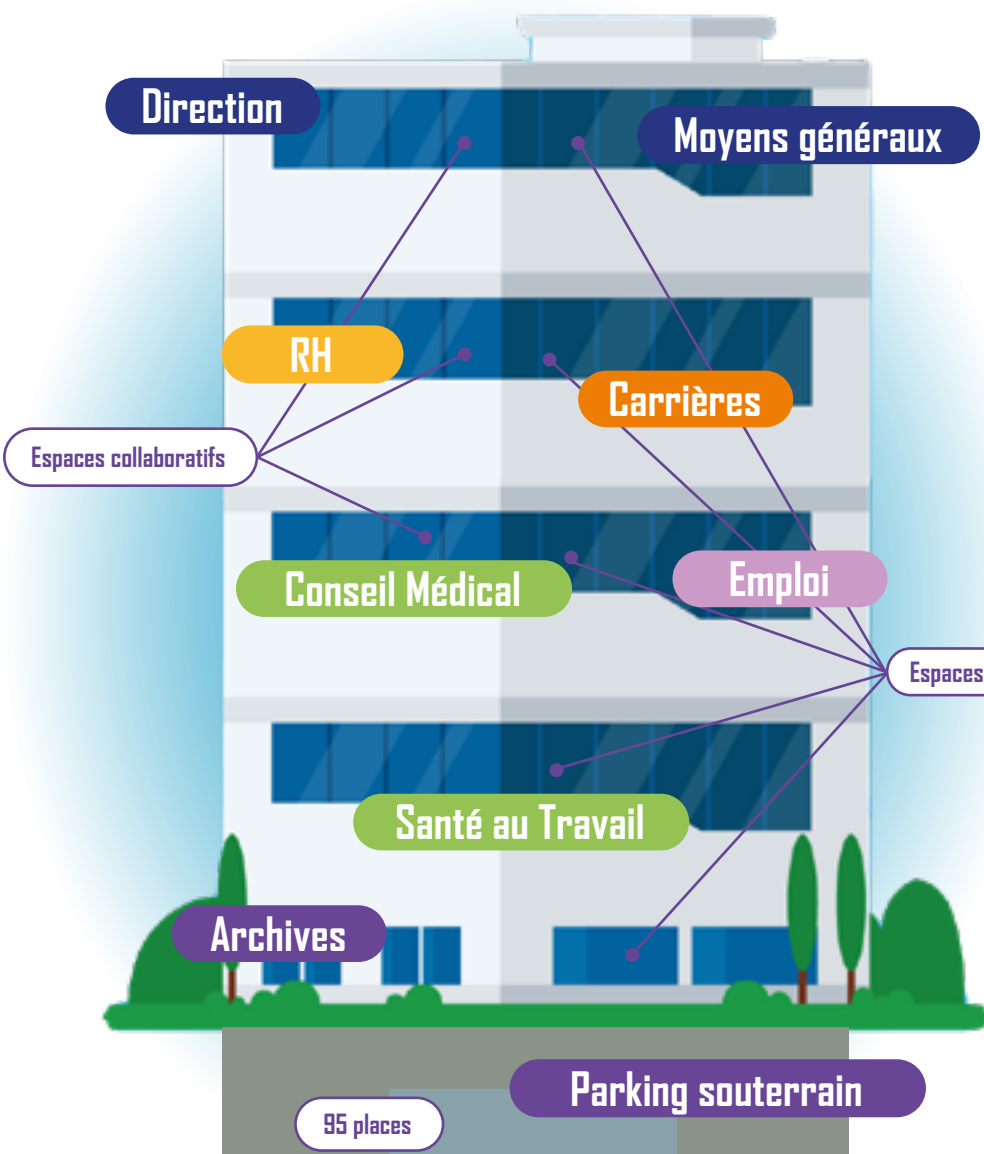 Direction
Moyens généraux
RH
Carrières
Espaces collaboratifs
Conseil Médical
Emploi
Espaces
Santé au Travail
Archives
Parking souterrain
95 places